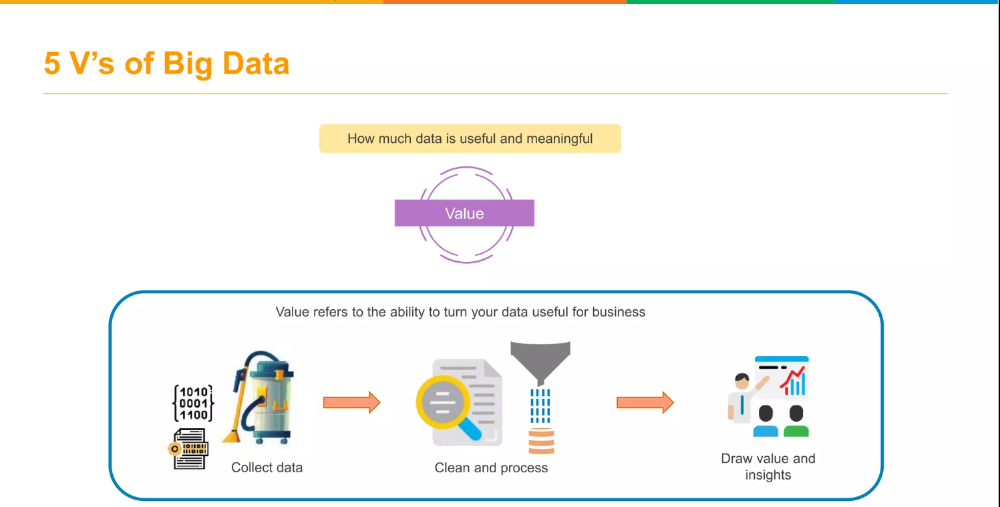 5 V’s of Big Data
How much data is useful and meaningful
Value
Value refers to the ability to turn your data useful for business
1010
0001
1100
Collect data
Clean and process
Draw value and
insights